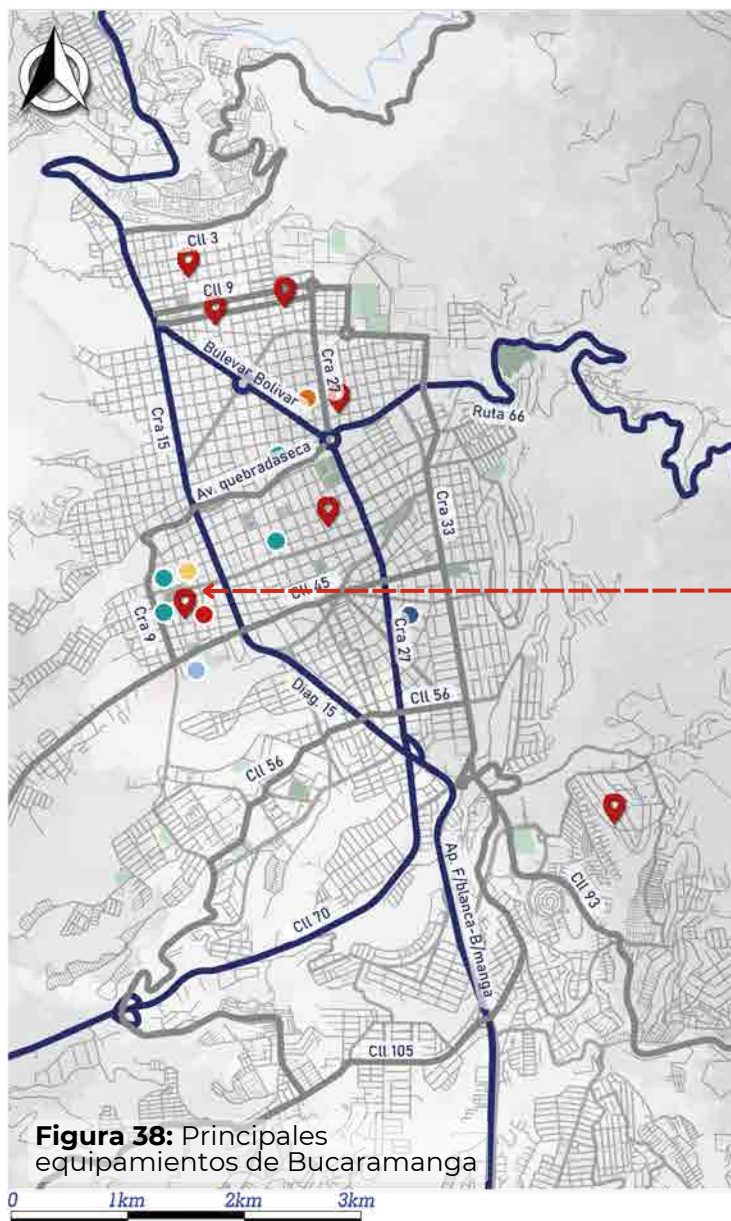 Cll 3
Cll 9
Bulevar Bolivar
Cra 27
Cra 15
Ruta 66
Av. quebradaseca
Cra 33
Cll 45
Cra 9
Cra 27
Diag. 15
Cll 56
Cll 56
Ap. F/blanca-B/manga
Cll 93
Cll 70
Cll 105
Figura 38: Principales
equipamientos de Bucaramanga
0 1km 2km 3km